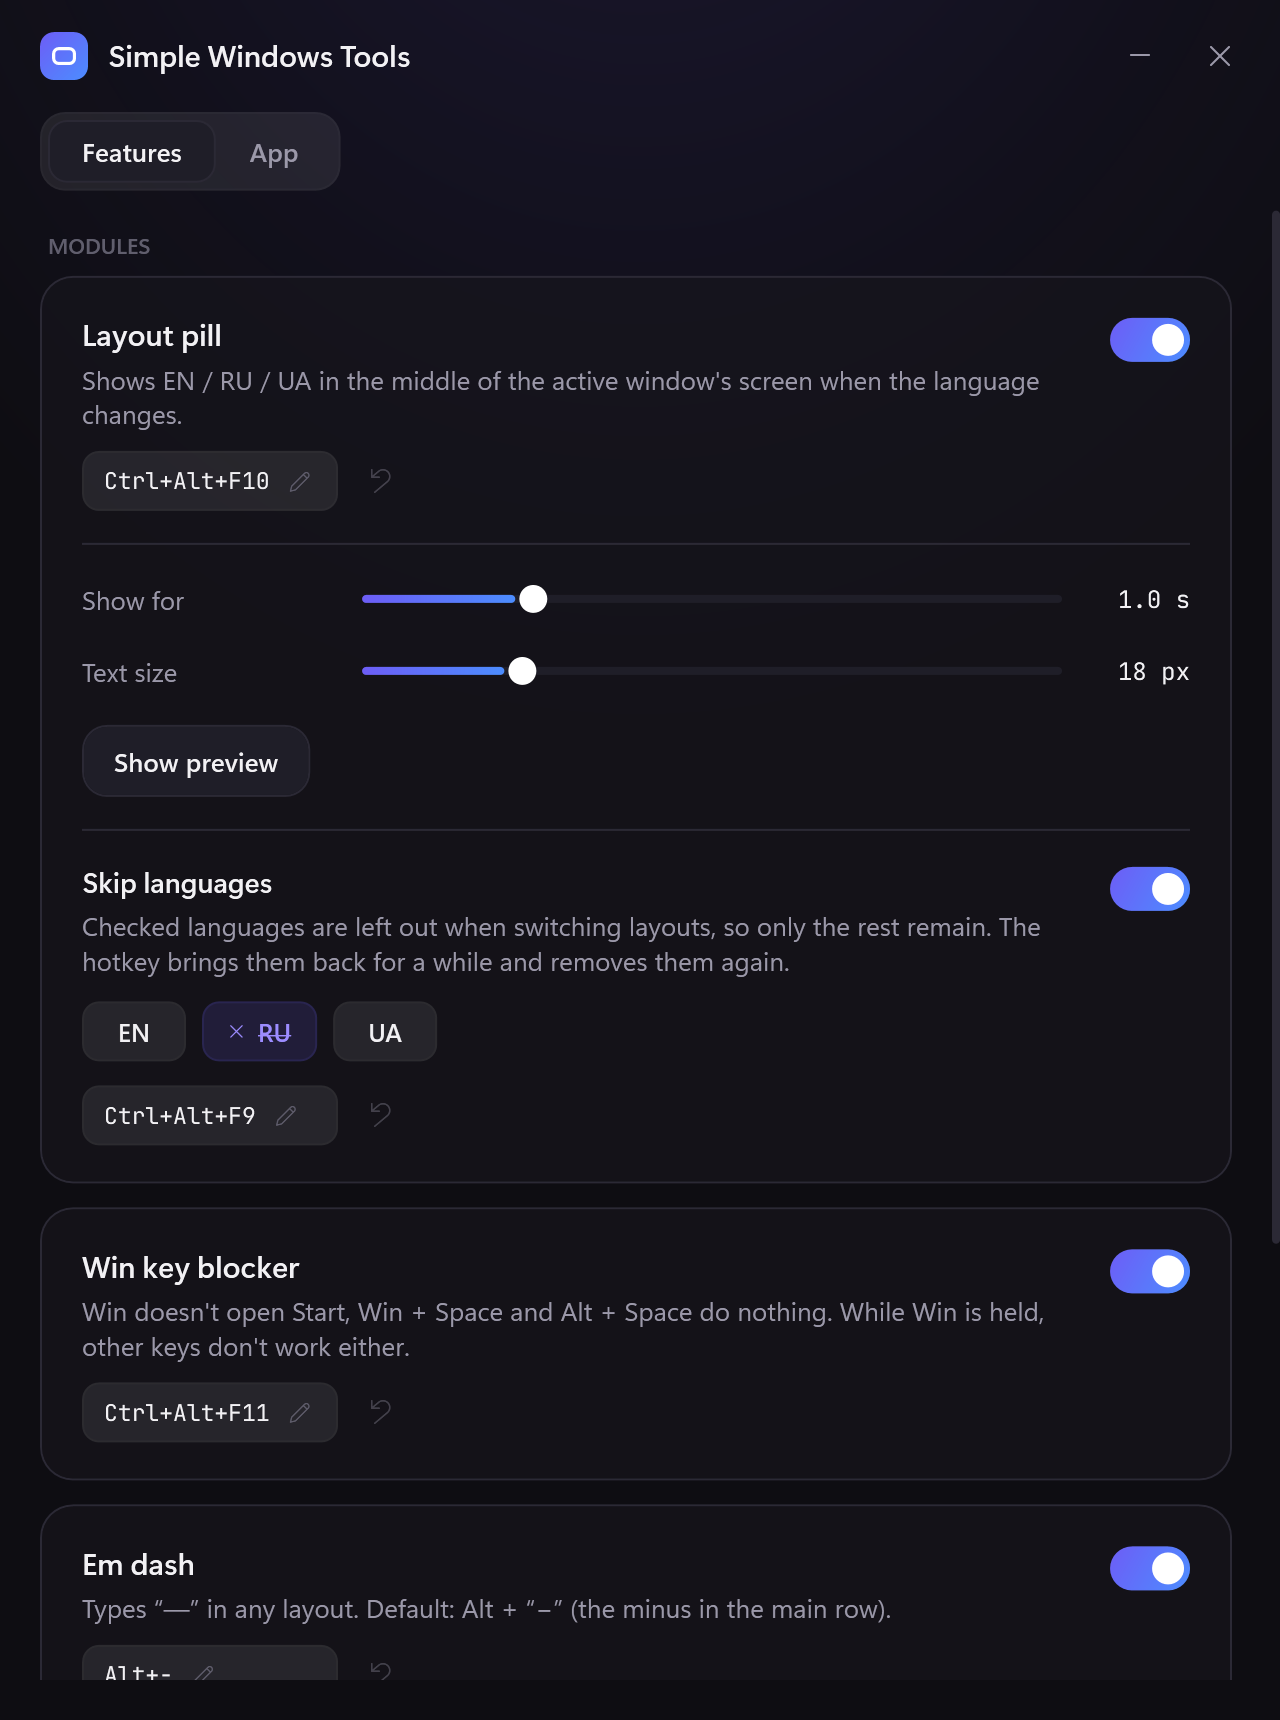 Simple Windows Tools
Features
App
MODULES
Layout pill
Shows EN / RU / UA in the middle of the active window's screen when the language
changes.
Ctrl+Alt+F10
Show for
1.0 s
Text size
18 px
Show preview
Skip languages
Checked languages are left out when switching layouts, so only the rest remain. The
hotkey brings them back for a while and removes them again.
EN
RU
UA
Ctrl+Alt+F9
Win key blocker
Win doesn't open Start, Win + Space and Alt + Space do nothing. While Win is held,
other keys don't work either.
Ctrl+Alt+F11
Em dash
Types “—” in any layout. Default: Alt + “−” (the minus in the main row).
Alt+-